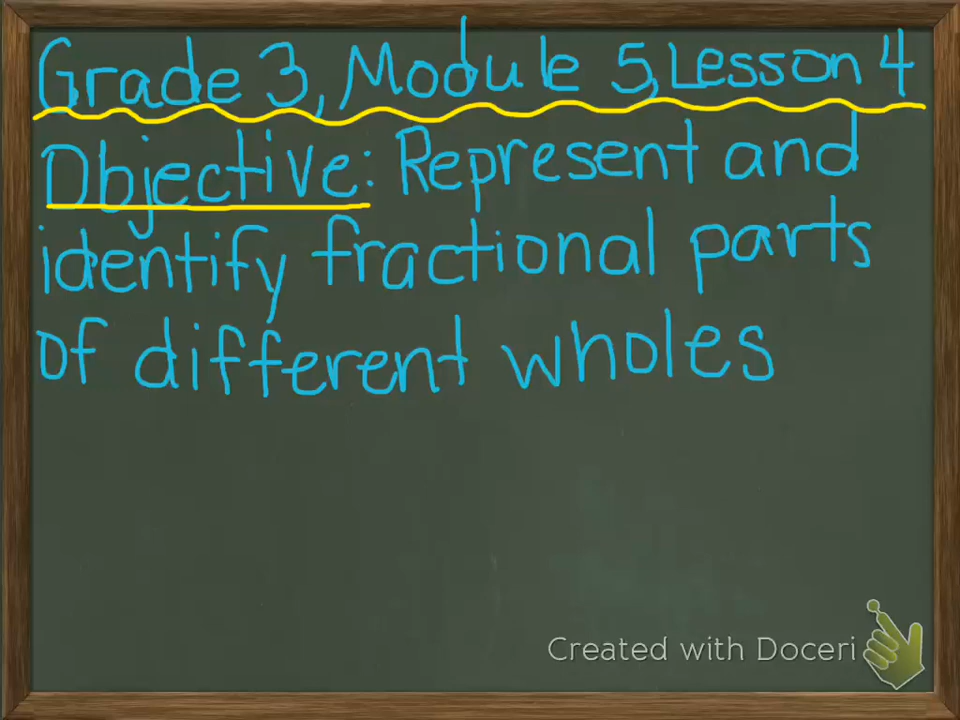 Grade 3, Module 5, Lesson 4
Objective: Represent and
identify fractional parts
of different wholes
Created with Doceri